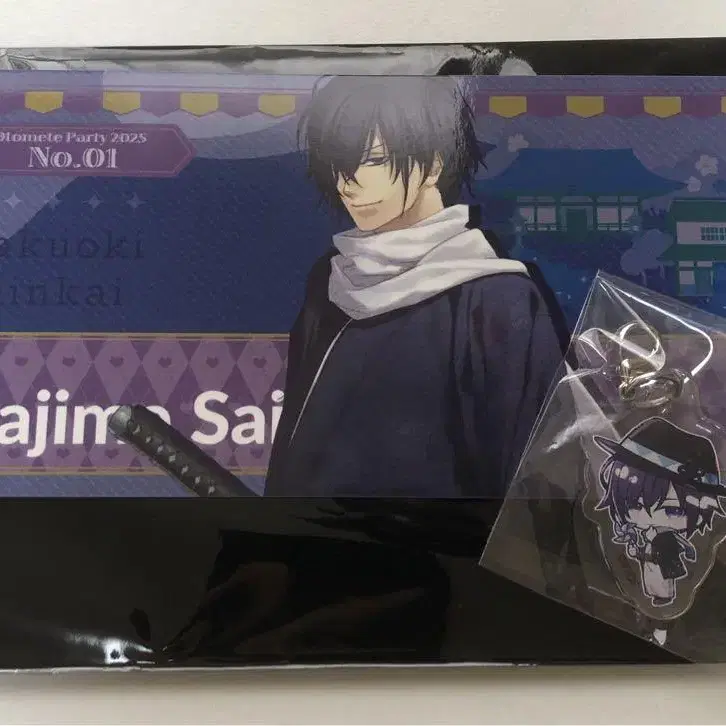 Otomete Party 2025
No.01
akuoki
inkai
ajime Sai